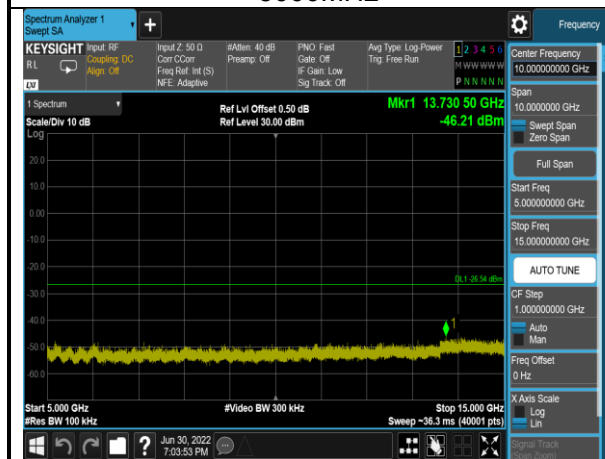 Spectrum Analyzer 1
Swept SA
+
Frequency
KEYSIGHT
RL
LXI
Input: RF
Coupling: DC
Align: Off
Input Z: 50 Ω
Corr CCorr
Freq Ref: Int (S)
NFE: Adaptive
#Atten: 40 dB
Preamp: Off
PNO: Fast
Gate: Off
IF Gain: Low
Sig Track: Off
Avg Type: Log-Power
Trig: Free Run
1 2 3 4 5 6
M W W W W W
P N N N N N
1 Spectrum
Scale/Div 10 dB
Ref Lvl Offset 0.50 dB
Ref Level 30.00 dBm
Mkr1 13.730 50 GHz
-46.21 dBm
Log
20.0
10.0
0.00
-10.0
-20.0
DL1 -26.54 dBm
-30.0
-40.0
1
-50.0
-60.0
Start 5.000 GHz
#Res BW 100 kHz
#Video BW 300 kHz
Stop 15.000 GHz
Sweep ~36.3 ms (40001 pts)
Center Frequency
10.000000000 GHz
Span
10.0000000 GHz
Swept Span
Zero Span
Full Span
Start Freq
5.000000000 GHz
Stop Freq
15.000000000 GHz
AUTO TUNE
CF Step
1.000000000 GHz
Auto
Man
Freq Offset
0 Hz
X Axis Scale
Log
Lin
Signal Track
(Span Zoom)
?
Jun 30, 2022
7:03:53 PM